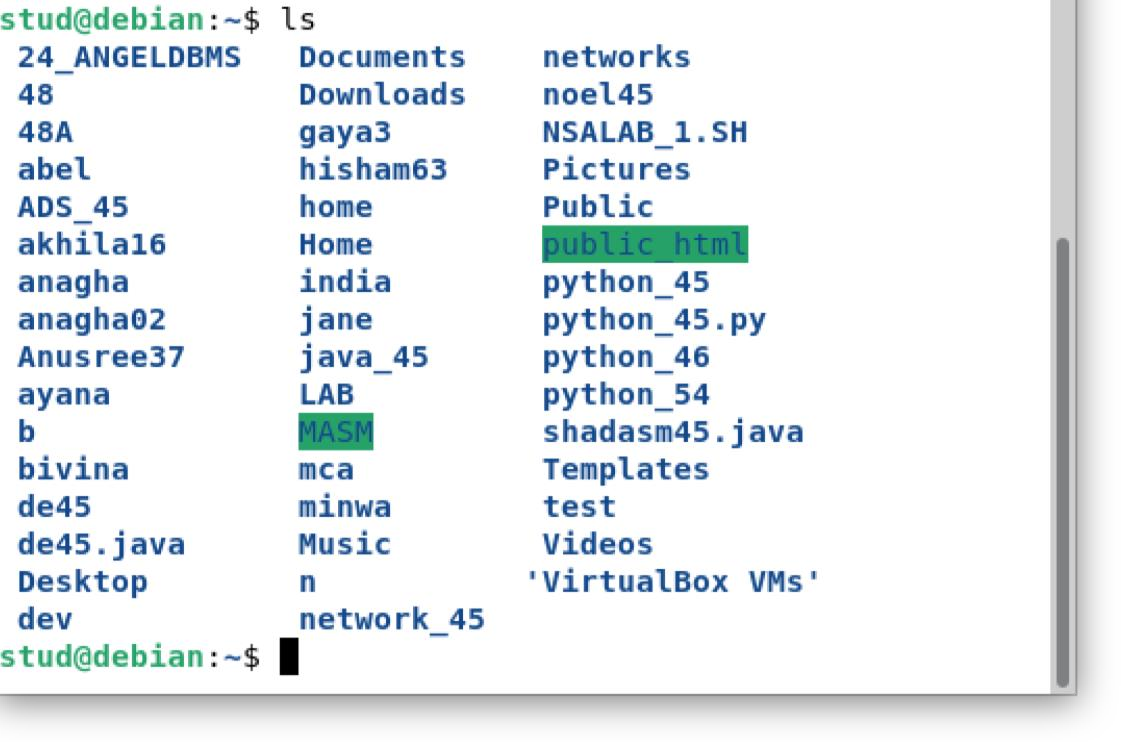 stud@debian:~$ ls
24_ANGELDBMS Documents networks
48 Downloads noel45
48A gaya3 NSALAB_1.SH
abel hisham63 Pictures
ADS_45 home Public
akhila16 Home public_html
anagha india python_45
anagha02 jane python_45.py
Anusree37 java_45 python_46
ayana LAB python_54
b MASM shadasm45.java
bivina mca Templates
de45 minwa test
de45.java Music Videos
Desktop n 'VirtualBox VMs'
dev network_45
stud@debian:~$